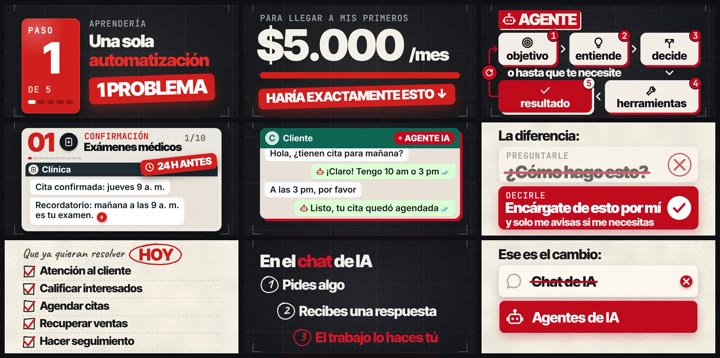 PASO
1
DE 5
APRENDERÍA
Una sola
automatización
1 PROBLEMA
PARA LLEGAR A MIS PRIMEROS
$5.000 /mes
HARÍA EXACTAMENTE ESTO ↓
AGENTE
1
objetivo
2
entiende
3
decide
o hasta que te necesite
5
resultado
4
herramientas
01
CONFIRMACIÓN
Exámenes médicos
1/10
24 H ANTES
Clínica
Cita confirmada: jueves 9 a. m.
Recordatorio: mañana a las 9 a. m.
es tu examen.
C
Cliente
AGENTE IA
Hola, ¿tienen cita para mañana?
¡Claro! Tengo 10 am o 3 pm
A las 3 pm, por favor
Listo, tu cita quedó agendada
La diferencia:
PREGUNTARLE
¿Cómo hago esto?
DECIRLE
Encárgate de esto por mí
y solo me avisas si me necesitas
Que ya quieran resolver HOY
Atención al cliente
Calificar interesados
Agendar citas
Recuperar ventas
Hacer seguimiento
En el chat de IA
1 Pides algo
2 Recibes una respuesta
3 El trabajo lo haces tú
Ese es el cambio:
Chat de IA
Agentes de IA